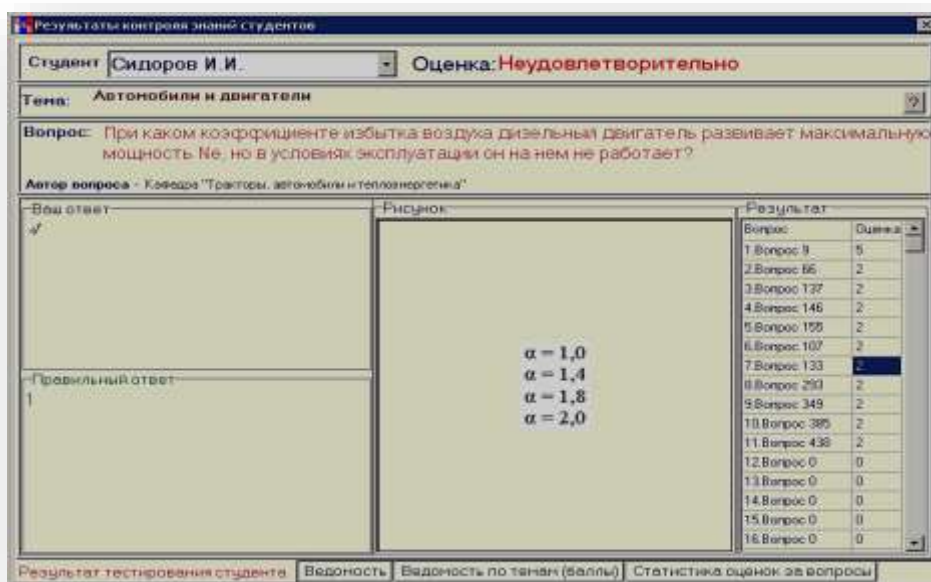 Результаты контроля знаний студентов
Студент Сидоров И.И. Оценка: Неудовлетворительно
Тема: Автомобили и двигатели ?
Вопрос: При каком коэффициенте избытка воздуха дизельный двигатель развивает максимальную
мощность Ne, но в условиях эксплуатации он на нем не работает?
Автор вопроса - Кафедра "Тракторы, автомобили и теплоэнергетика"
Ваш ответ
Рисунок
α = 1,0
α = 1,4
α = 1,8
α = 2,0
Правильный ответ
1
Результат
Вопрос Оценка
1.Вопрос 9 5
2.Вопрос 66 2
3.Вопрос 137 2
4.Вопрос 146 2
5.Вопрос 155 2
6.Вопрос 107 2
7.Вопрос 133 2
8.Вопрос 293 2
9.Вопрос 349 2
10.Вопрос 385 2
11.Вопрос 438 2
12.Вопрос 0 0
13.Вопрос 0 0
14.Вопрос 0 0
15.Вопрос 0 0
16.Вопрос 0 0
Результат тестирования студента Ведомость Ведомость по темам (баллы) Статистика оценок за вопросы